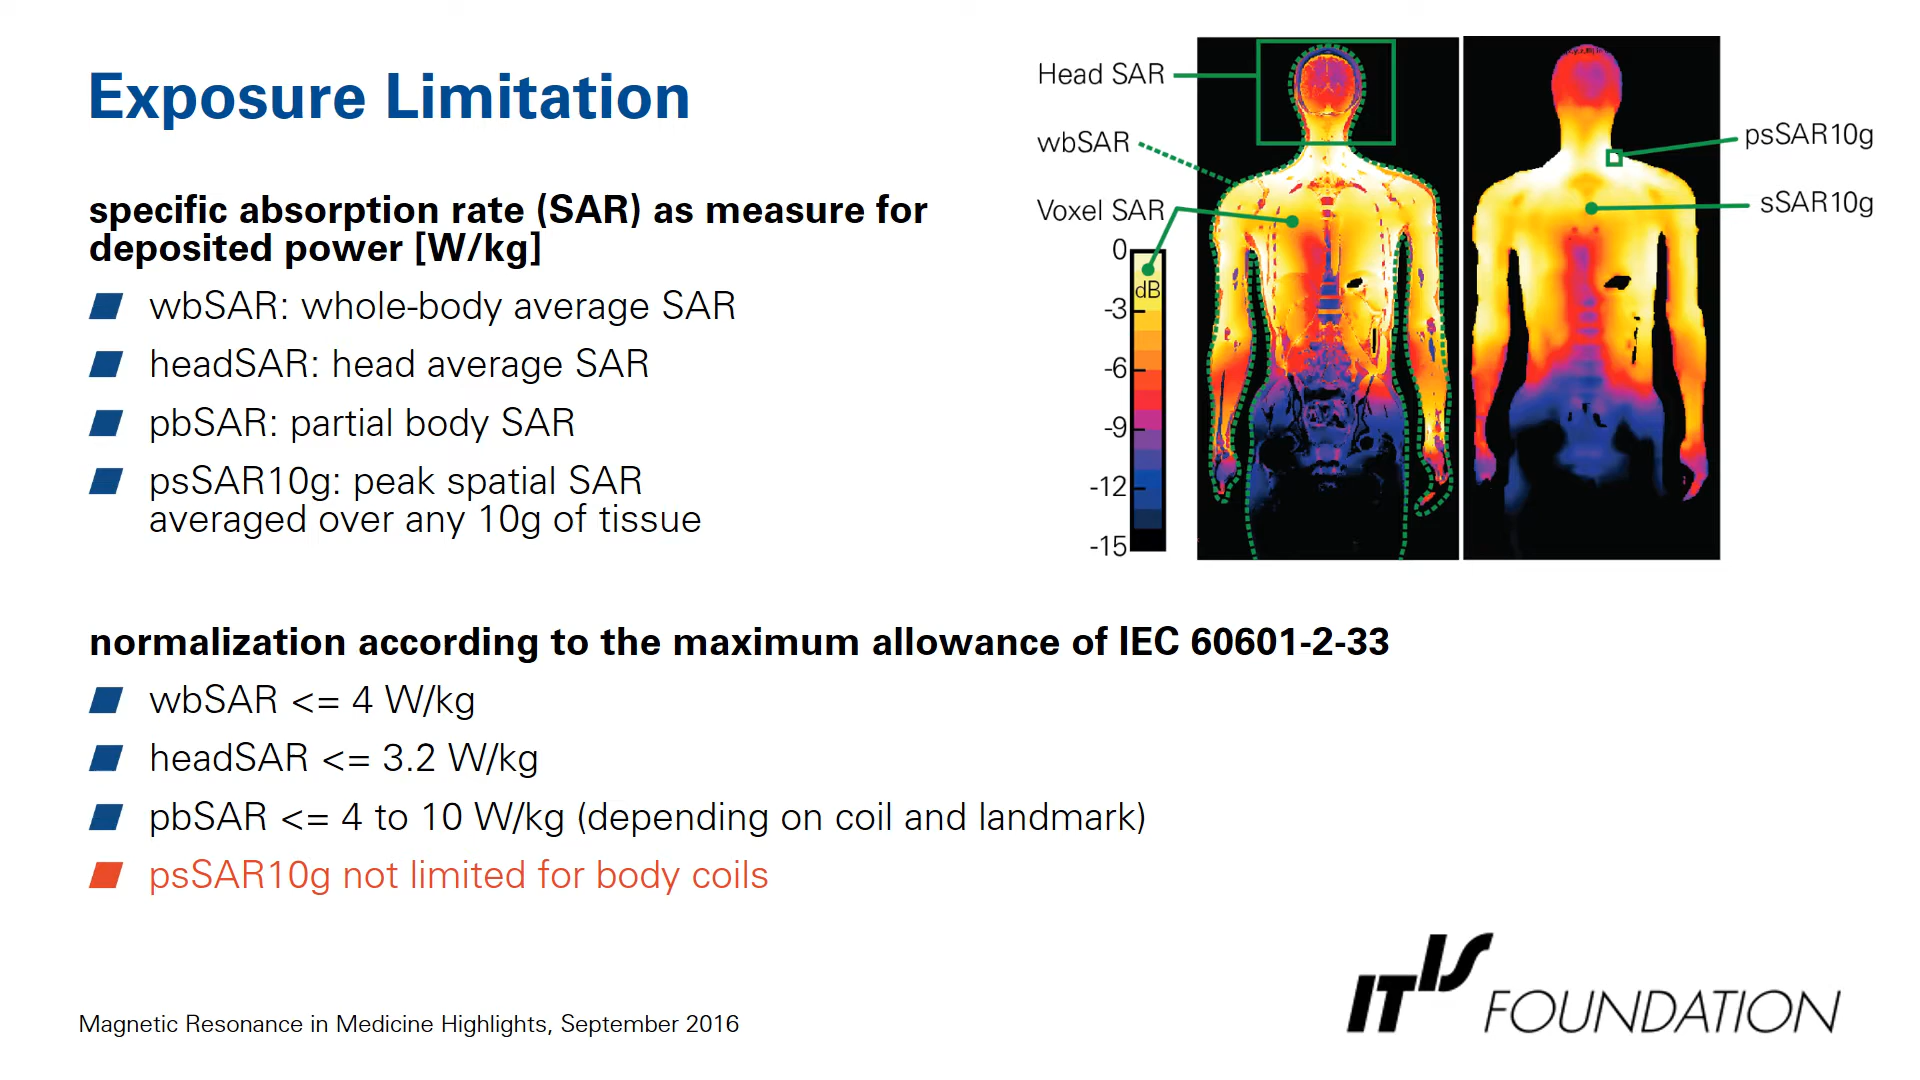 Exposure Limitation
specific absorption rate (SAR) as measure for
deposited power [W/kg]
wbSAR: whole-body average SAR
headSAR: head average SAR
pbSAR: partial body SAR
psSAR10g: peak spatial SAR
averaged over any 10g of tissue
Head SAR
wbSAR
Voxel SAR
0
dB
-3
-6
-9
-12
-15
psSAR10g
sSAR10g
normalization according to the maximum allowance of IEC 60601-2-33
wbSAR <= 4 W/kg
headSAR <= 3.2 W/kg
pbSAR <= 4 to 10 W/kg (depending on coil and landmark)
psSAR10g not limited for body coils
Magnetic Resonance in Medicine Highlights, September 2016
IT'IS FOUNDATION